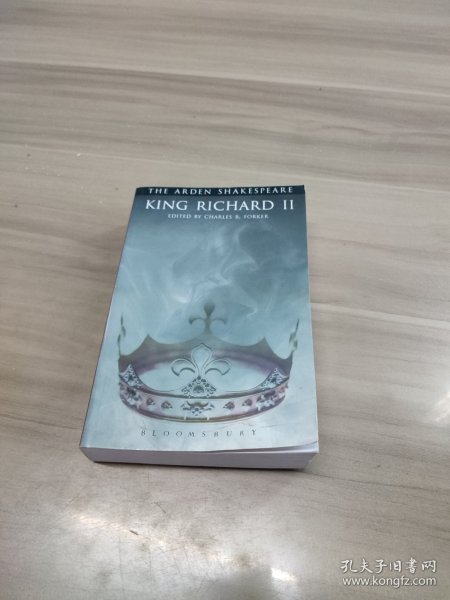 THE ARDEN SHAKESPEARE
KING RICHARD II
EDITED BY CHARLES R. FORKER
BLOOMSBURY
孔夫子旧书网
www.kongfz.com